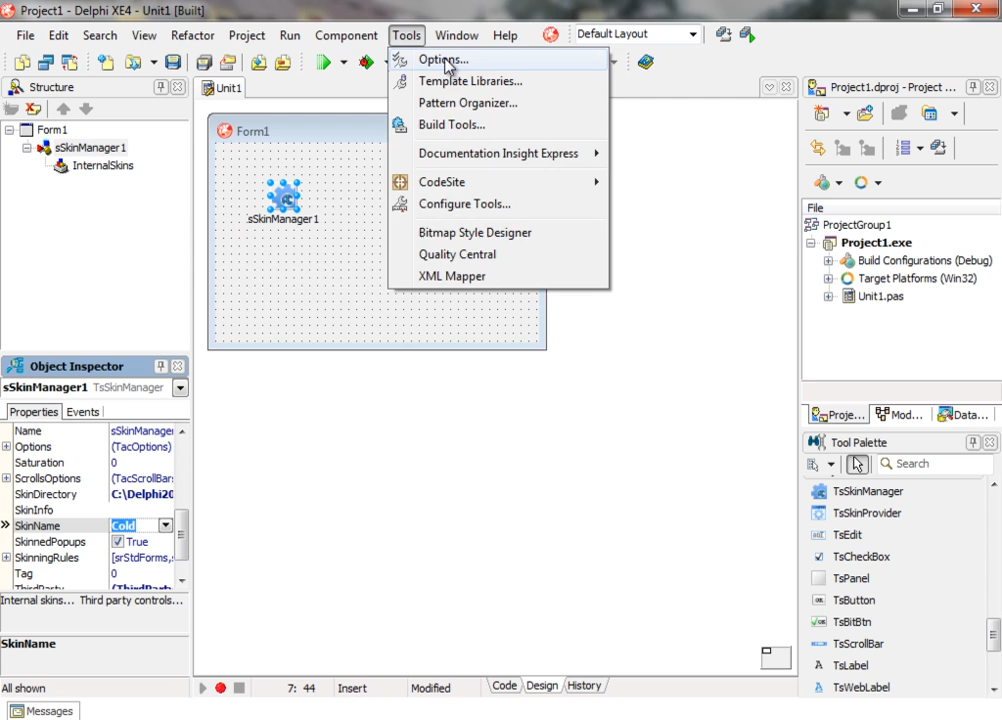 Project1 - Delphi XE4 - Unit1 [Built]
File Edit Search View Refactor Project Run Component Tools Window Help Default Layout
Structure
Form1
sSkinManager1
InternalSkins
Unit1
Form1
sSkinManager1
Options...
Template Libraries...
Pattern Organizer...
Build Tools...
Documentation Insight Express
CodeSite
Configure Tools...
Bitmap Style Designer
Quality Central
XML Mapper
Project1.dproj - Project ...
File
ProjectGroup1
Project1.exe
Build Configurations (Debug)
Target Platforms (Win32)
Unit1.pas
Proje... Mod... Data...
Object Inspector
sSkinManager1 TsSkinManager
Properties Events
Name sSkinManager
Options (TacOptions)
Saturation 0
ScrollsOptions (TacScrollBar
SkinDirectory C:\Delphi20
SkinInfo
SkinName Cold
SkinnedPopups True
SkinningRules [srStdForms,
Tag 0
ThirdParty (ThirdParty
Internal skins... Third party controls...
SkinName
All shown
Tool Palette
Search
TsSkinManager
TsSkinProvider
TsEdit
TsCheckBox
TsPanel
TsButton
TsBitBtn
TsScrollBar
TsLabel
TsWebLabel
7: 44 Insert Modified Code Design History
Messages